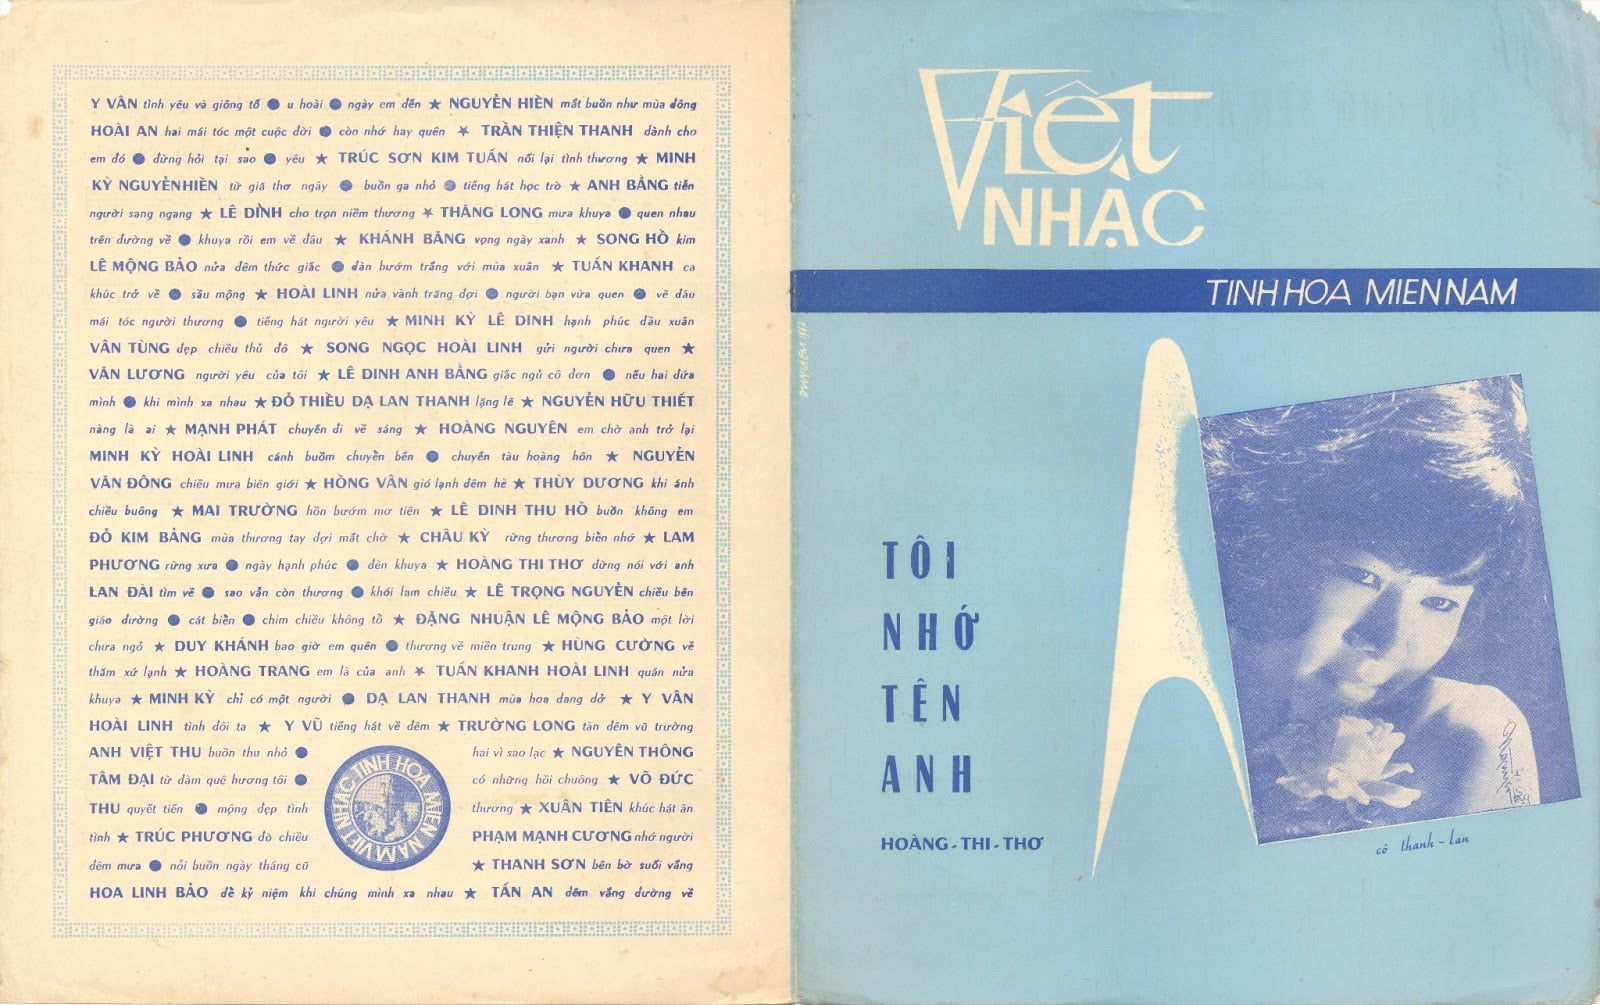 Y VÂN tình yêu và giông tố ● u hoài ● ngày em đến ★ NGUYỄN HIỀN mắt buồn như mùa đông
HOÀI AN hai mái tóc một cuộc đời ● còn nhớ hay quên ★ TRẦN THIỆN THANH dành cho
em đó ● đừng hỏi tại sao ● yêu ★ TRÚC SƠN KIM TUẤN nối lại tình thương ★ MINH
KỲ NGUYỄNHIỀN từ giã thơ ngây ● buồn ga nhỏ ● tiếng hát học trò ★ ANH BẰNG tiễn
người sang ngang ★ LÊ DÌNH cho trọn niềm thương ★ THĂNG LONG mưa khuya ● quen nhau
trên đường về ● khuya rồi em về đâu ★ KHÁNH BĂNG vọng ngày xanh ★ SONG HỒ kim
LÊ MỘNG BẢO nửa đêm thức giấc ● đàn bướm trắng với mùa xuân ★ TUẤN KHANH ca
khúc trở về ● sầu mộng ★ HOÀI LINH nửa vành trăng đợi ● người bạn vừa quen ● về đâu
mái tóc người thương ● tiếng hát người yêu ★ MINH KỲ LÊ DINH hạnh phúc đầu xuân
VĂN TÙNG đẹp chiều thủ đô ★ SONG NGỌC HOÀI LINH gửi người chưa quen ★
VĂN LƯƠNG người yêu của tôi ★ LÊ DINH ANH BẰNG giấc ngủ cô đơn ● nếu hai đứa
mình ● khi mình xa nhau ★ ĐỖ THIỀU DẠ LAN THANH lặng lẽ ★ NGUYỄN HỮU THIẾT
nàng là ai ★ MẠNH PHÁT chuyến đi về sáng ★ HOÀNG NGUYÊN em chờ anh trở lại
MINH KỲ HOÀI LINH cánh buồm chuyển bến ● chuyến tàu hoàng hôn ★ NGUYỄN
VĂN ĐÔNG chiều mưa biên giới ★ HỒNG VÂN gió lạnh đêm hè ★ THÙY DƯƠNG khi ánh
chiều buông ★ MAI TRƯỜNG hồn bướm mơ tiên ★ LÊ DINH THU HỒ buồn không em
ĐỖ KIM BẢNG mùa thương tay đợi mắt chờ ★ CHÂU KỲ rừng thương biển nhớ ★ LAM
PHƯƠNG rừng xưa ● ngày hạnh phúc ● đèn khuya ★ HOÀNG THI THƠ đừng nói với anh
LAN ĐÀI tìm về ● sao vẫn còn thương ● khói lam chiều ★ LÊ TRỌNG NGUYỄN chiều bên
giáo đường ● cát biển ● chim chiều không tổ ★ ĐẶNG NHUẬN LÊ MỘNG BẢO một lời
chưa ngỏ ★ DUY KHÁNH bao giờ em quên ● thương về miền trung ★ HÙNG CƯỜNG về
thăm xứ lạnh ★ HOÀNG TRANG em là của anh ★ TUẤN KHANH HOÀI LINH quán nửa
khuya ★ MINH KỲ chỉ có một người ● DẠ LAN THANH mùa hoa dang dở ★ Y VÂN
HOÀI LINH tình đôi ta ★ Y VŨ tiếng hát về đêm ★ TRƯỜNG LONG tàn đêm vũ trường
ANH VIỆT THU buồn thu nhỏ ● hai vì sao lạc ★ NGUYÊN THÔNG
TÂM ĐẠI từ đàm quê hương tôi ● có những hồi chuông ★ VÕ ĐỨC
THU quyết tiến ● mộng đẹp tình thương ★ XUÂN TIÊN khúc hát ân
tình ★ TRÚC PHƯƠNG đò chiều PHẠM MẠNH CƯƠNG nhớ người
đêm mưa ● nỗi buồn ngày tháng cũ ★ THANH SƠN bên bờ suối vắng
HOA LINH BẢO để kỷ niệm khi chúng mình xa nhau ★ TẤN AN đêm vắng đường về
VIỆT NHẠC TINH HOA MIỀN NAM
Việt
NHẠC
TINH HOA MIEN NAM
TÔI
NHỚ
TÊN
ANH
HOÀNG - THI - THƠ
cô thanh - lan